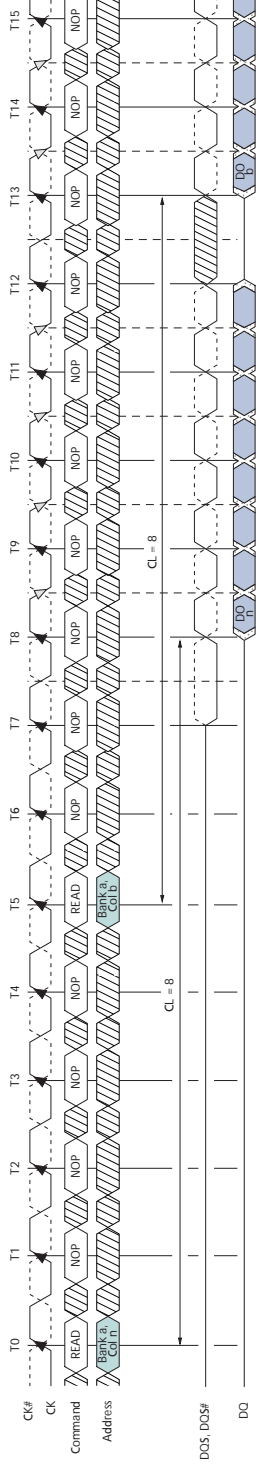 T0 T1 T2 T3 T4 T5 T6 T7 T8 T9 T10 T11 T12 T13 T14 T15
CK#
CK
Command READ NOP NOP NOP NOP READ NOP NOP NOP NOP NOP NOP NOP NOP NOP NOP
Address Bank a, Col n Bank a, Col b
CL = 8
CL = 8
DQS, DQS#
DQ DO n DO b